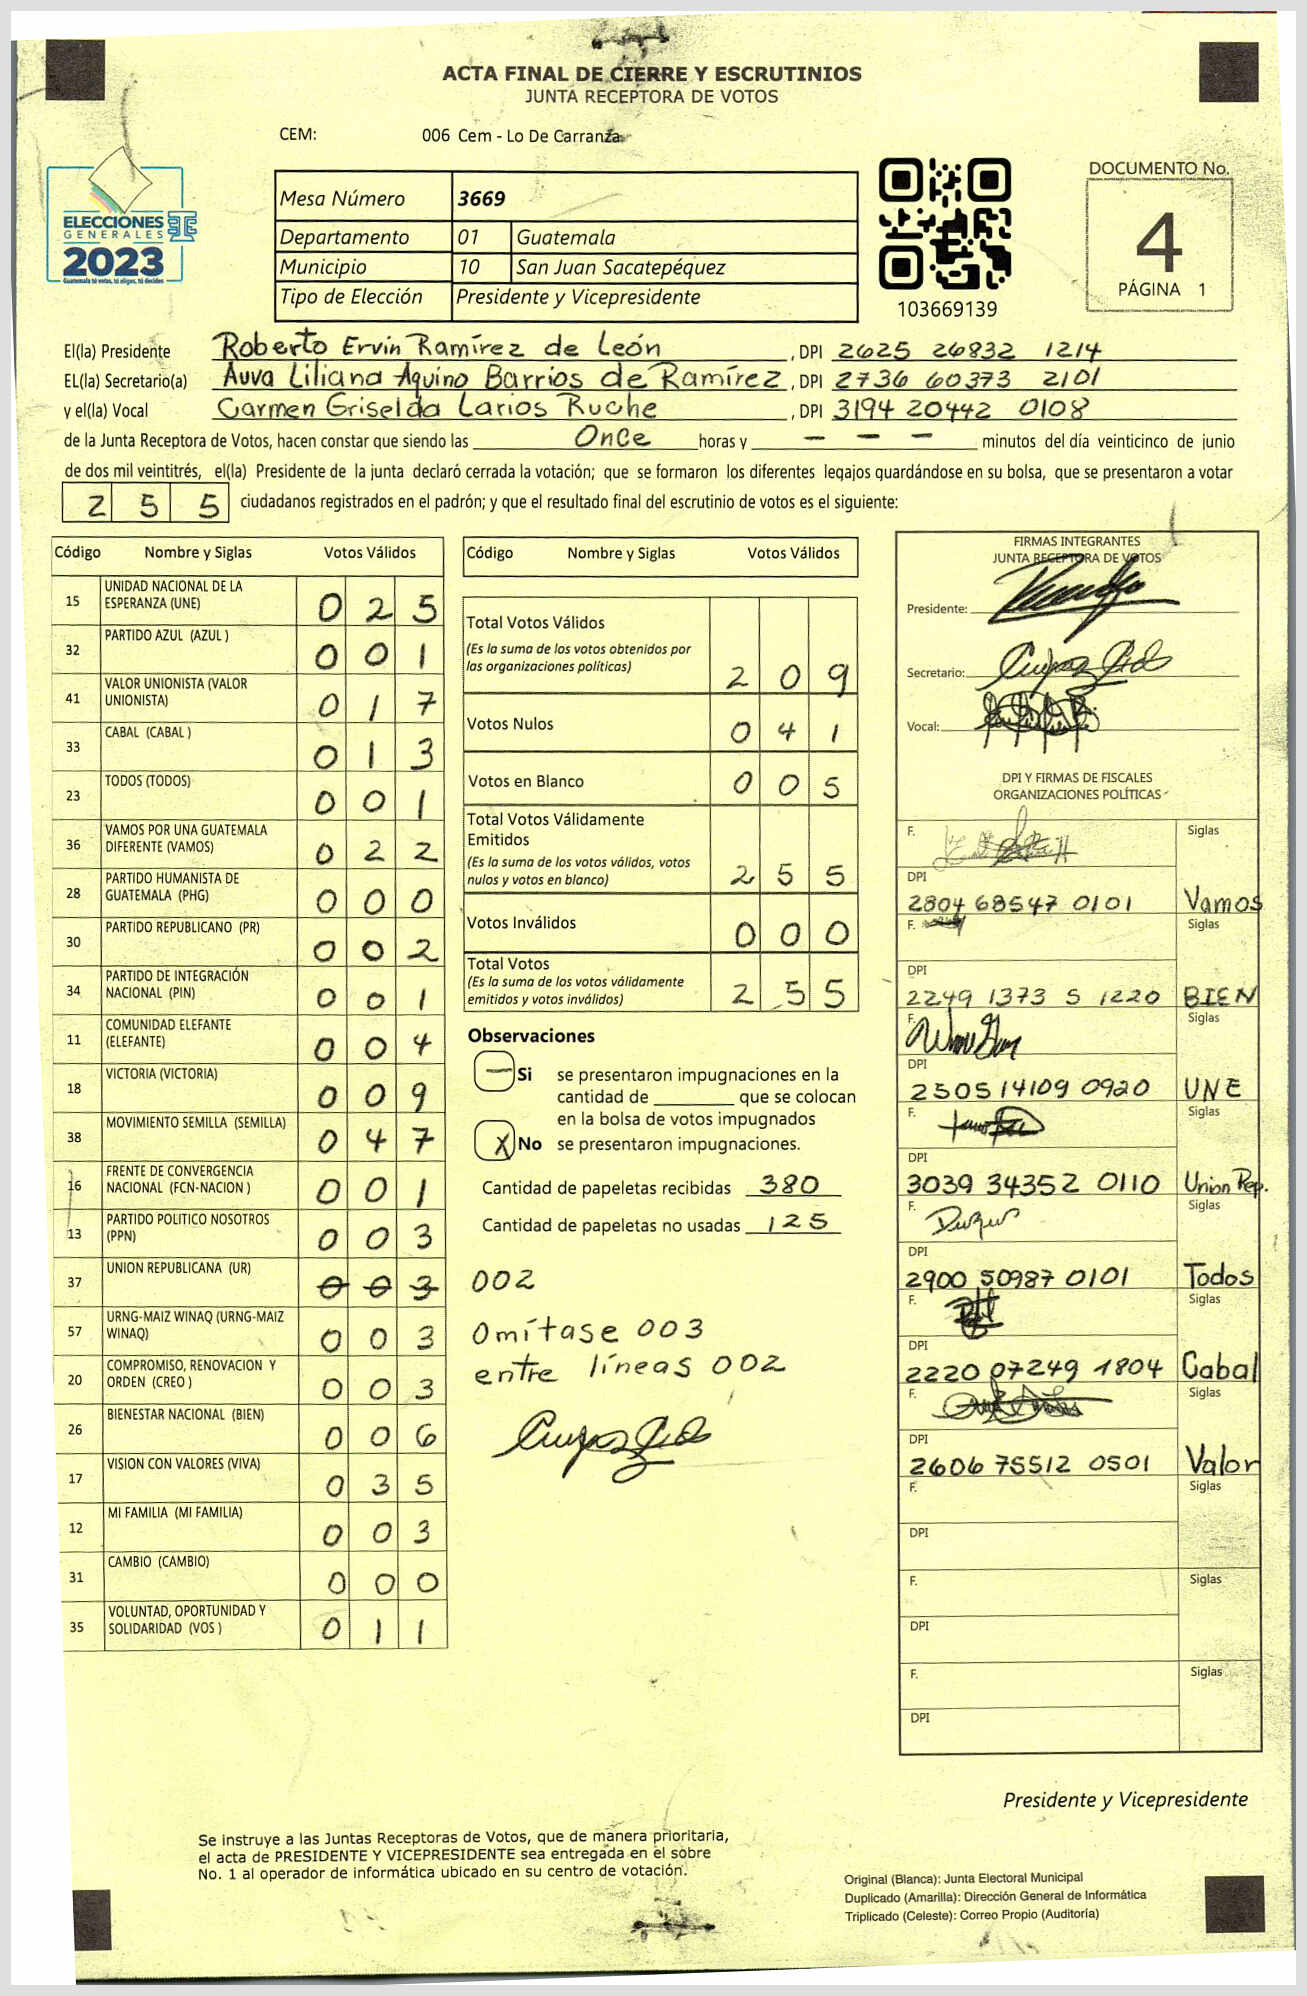 ACTA FINAL DE CIERRE Y ESCRUTINIOS
JUNTA RECEPTORA DE VOTOS
CEM: 006 Cem - Lo De Carranza
ELECCIONES
GENERALES
2023
Guatemala tú votas, tú eliges, tú decides
Mesa Número 3669
Departamento 01 Guatemala
Municipio 10 San Juan Sacatepéquez
Tipo de Elección Presidente y Vicepresidente
103669139
DOCUMENTO No.
4
PÁGINA 1
El(la) Presidente Roberto Ervin Ramírez de León , DPI 2625 26832 1214
EL(la) Secretario(a) Auva Liliana Aquino Barrios de Ramírez , DPI 2736 60373 2101
y el(la) Vocal Carmen Griselda Larios Ruche , DPI 3194 20442 0108
de la Junta Receptora de Votos, hacen constar que siendo las Once horas y - - - minutos del día veinticinco de junio
de dos mil veintitrés, el(la) Presidente de la junta declaró cerrada la votación; que se formaron los diferentes legajos guardándose en su bolsa, que se presentaron a votar
2 5 5 ciudadanos registrados en el padrón; y que el resultado final del escrutinio de votos es el siguiente:
Código Nombre y Siglas Votos Válidos
15 UNIDAD NACIONAL DE LA ESPERANZA (UNE) 0 2 5
32 PARTIDO AZUL (AZUL ) 0 0 1
41 VALOR UNIONISTA (VALOR UNIONISTA) 0 1 7
33 CABAL (CABAL ) 0 1 3
23 TODOS (TODOS) 0 0 1
36 VAMOS POR UNA GUATEMALA DIFERENTE (VAMOS) 0 2 2
28 PARTIDO HUMANISTA DE GUATEMALA (PHG) 0 0 0
30 PARTIDO REPUBLICANO (PR) 0 0 2
34 PARTIDO DE INTEGRACIÓN NACIONAL (PIN) 0 0 1
11 COMUNIDAD ELEFANTE (ELEFANTE) 0 0 4
18 VICTORIA (VICTORIA) 0 0 9
38 MOVIMIENTO SEMILLA (SEMILLA) 0 4 7
16 FRENTE DE CONVERGENCIA NACIONAL (FCN-NACION ) 0 0 1
13 PARTIDO POLITICO NOSOTROS (PPN) 0 0 3
37 UNION REPUBLICANA (UR) 0 0 3
57 URNG-MAIZ WINAQ (URNG-MAIZ WINAQ) 0 0 3
20 COMPROMISO, RENOVACION Y ORDEN (CREO ) 0 0 3
26 BIENESTAR NACIONAL (BIEN) 0 0 6
17 VISION CON VALORES (VIVA) 0 3 5
12 MI FAMILIA (MI FAMILIA) 0 0 3
31 CAMBIO (CAMBIO) 0 0 0
35 VOLUNTAD, OPORTUNIDAD Y SOLIDARIDAD (VOS ) 0 1 1
Código Nombre y Siglas Votos Válidos
Total Votos Válidos
(Es la suma de los votos obtenidos por
las organizaciones políticas) 2 0 9
Votos Nulos 0 4 1
Votos en Blanco 0 0 5
Total Votos Válidamente
Emitidos
(Es la suma de los votos válidos, votos
nulos y votos en blanco) 2 5 5
Votos Inválidos 0 0 0
Total Votos
(Es la suma de los votos válidamente
emitidos y votos inválidos) 2 5 5
Observaciones
— Si se presentaron impugnaciones en la
cantidad de ________ que se colocan
en la bolsa de votos impugnados
X No se presentaron impugnaciones.
Cantidad de papeletas recibidas 380
Cantidad de papeletas no usadas 125
002
Omítase 003
entre líneas 002
FIRMAS INTEGRANTES
JUNTA RECEPTORA DE VOTOS
Presidente:
Secretario:
Vocal:
DPI Y FIRMAS DE FISCALES
ORGANIZACIONES POLÍTICAS
F. Siglas
DPI
2804 68547 0101 Vamos
F. Siglas
DPI
2249 1373 5 1220 BIEN
F. Siglas
DPI
2505 14109 0920 UNE
F. Siglas
DPI
3039 34352 0110 Union Rep.
F. Siglas
DPI
2900 50987 0101 Todos
F. Siglas
DPI
2220 07249 1804 Cabal
F. Siglas
DPI
2606 75512 0501 Valor
F. Siglas
DPI
F. Siglas
DPI
F. Siglas
DPI
Presidente y Vicepresidente
Se instruye a las Juntas Receptoras de Votos, que de manera prioritaria,
el acta de PRESIDENTE Y VICEPRESIDENTE sea entregada en el sobre
No. 1 al operador de informática ubicado en su centro de votación.
Original (Blanca): Junta Electoral Municipal
Duplicado (Amarilla): Dirección General de Informática
Triplicado (Celeste): Correo Propio (Auditoría)